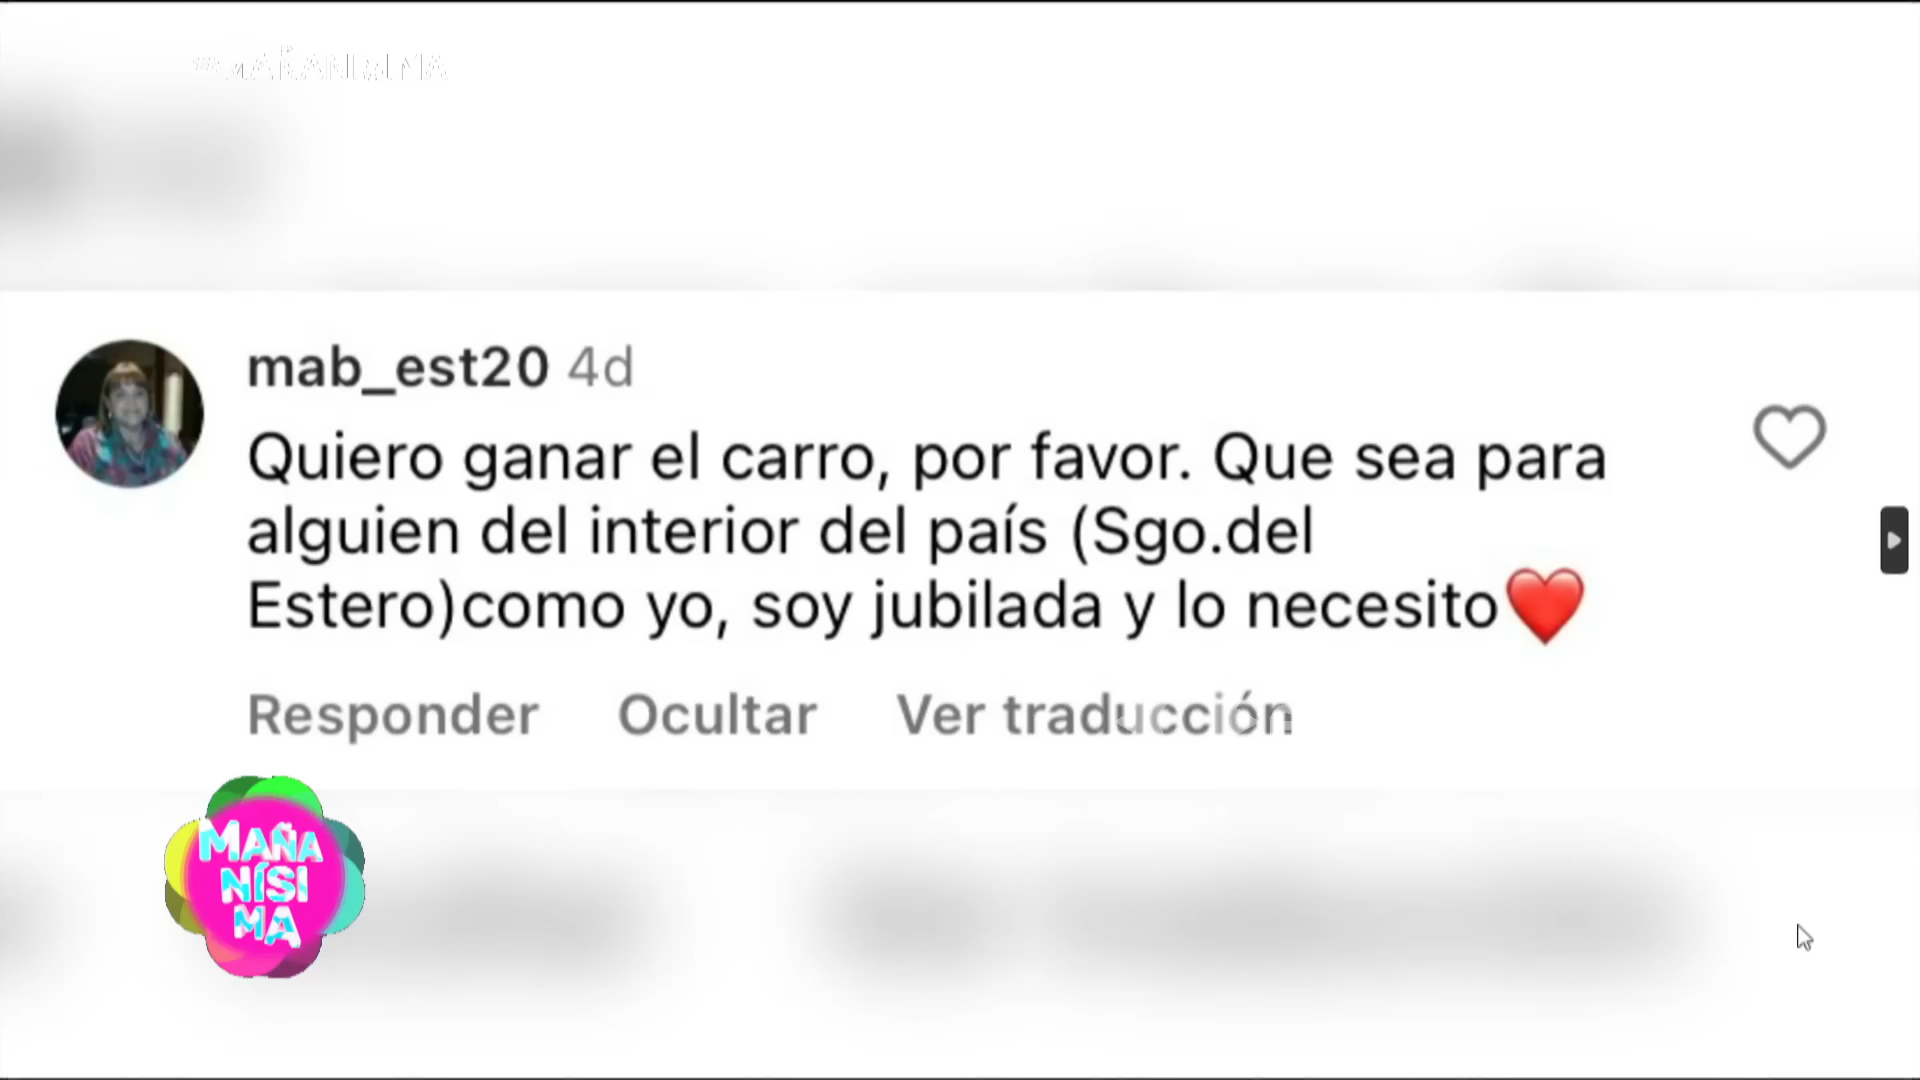 #MAÑANISIMA
mab_est20 4d
Quiero ganar el carro, por favor. Que sea para
alguien del interior del país (Sgo.del
Estero)como yo, soy jubilada y lo necesito❤️
Responder Ocultar Ver traducción
MAÑA
NÍSI
MA